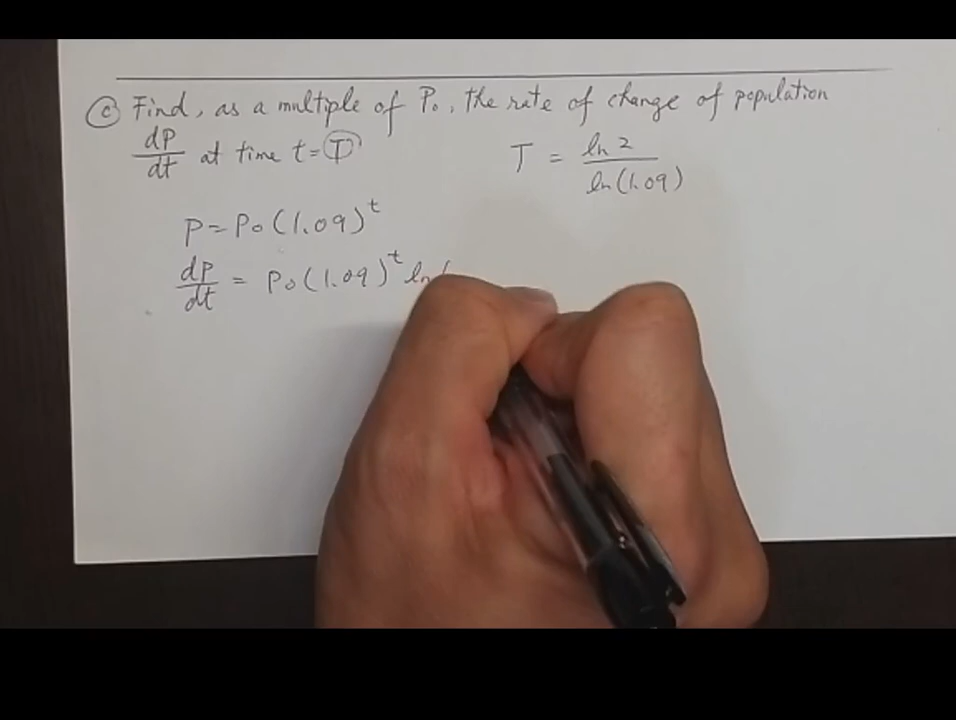 ⓒ Find, as a multiple of P₀, the rate of change of population
dP/dt at time t=T
T = ln 2 / ln(1.09)
P = P₀(1.09)^t
dP/dt = P₀(1.09)^t ln(